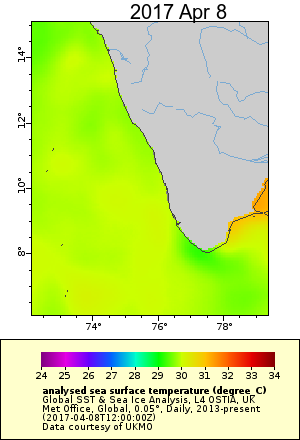 2017 Apr 8
14°
12°
10°
8°
74° 76° 78°
24 25 26 27 28 29 30 31 32 33 34
analysed sea surface temperature (degree_C)
Global SST & Sea Ice Analysis, L4 OSTIA, UK
Met Office, Global, 0.05°, Daily, 2013-present
(2017-04-08T12:00:00Z)
Data courtesy of UKMO